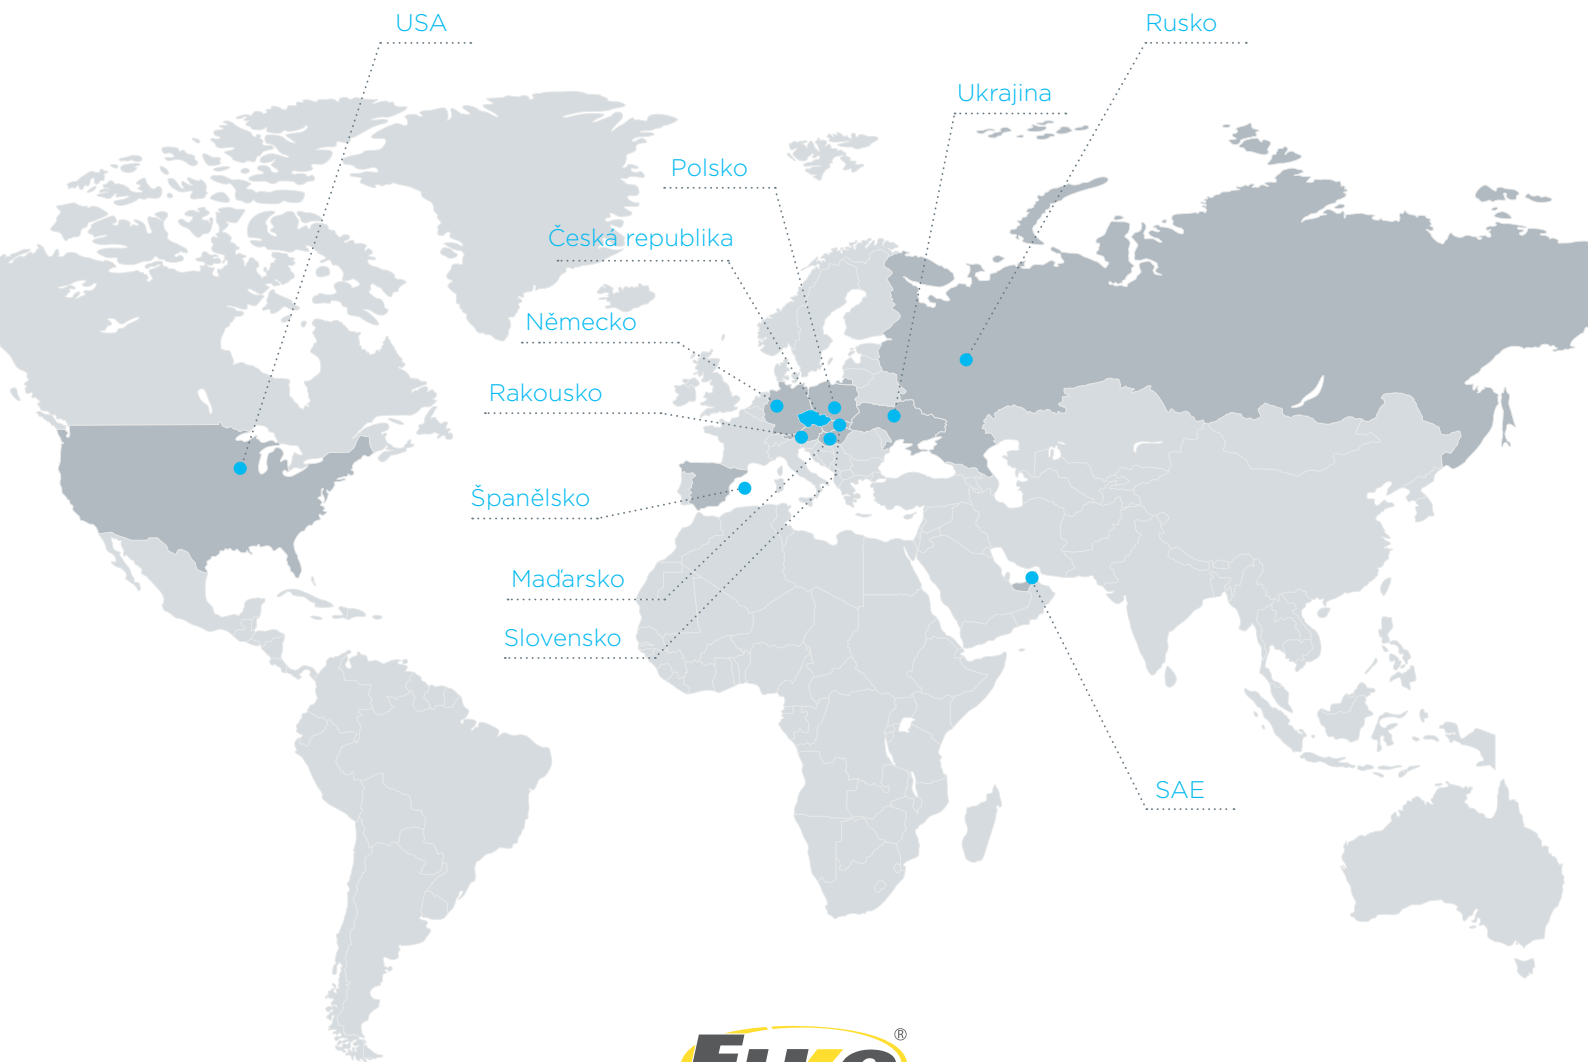 USA
Rusko
Ukrajina
Polsko
Česká republika
Německo
Rakousko
Španělsko
Maďarsko
Slovensko
SAE
®